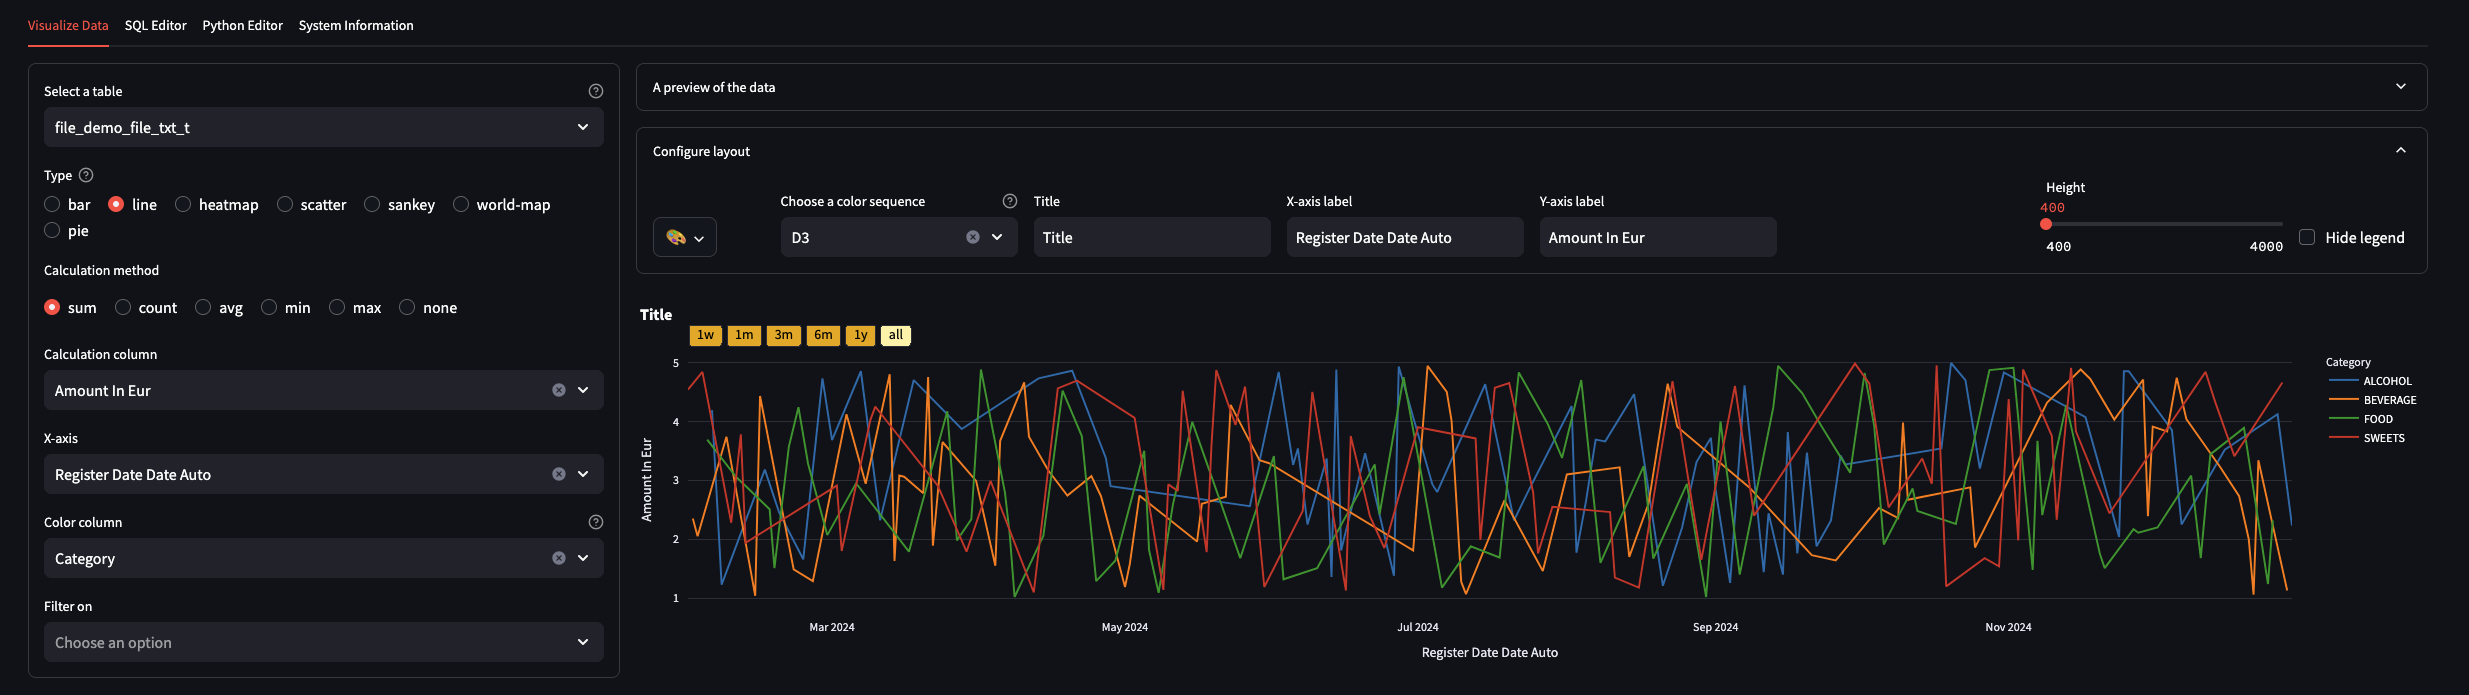 Visualize Data SQL Editor Python Editor System Information
Select a table
file_demo_file_txt_t
Type
bar line heatmap scatter sankey world-map
pie
Calculation method
sum count avg min max none
Calculation column
Amount In Eur
X-axis
Register Date Date Auto
Color column
Category
Filter on
Choose an option
A preview of the data
Configure layout
Choose a color sequence
D3
Title
Title
X-axis label
Register Date Date Auto
Y-axis label
Amount In Eur
Height
400
400 4000
Hide legend
Title
1w 1m 3m 6m 1y all
5
4
3
2
1
Amount In Eur
Mar 2024 May 2024 Jul 2024 Sep 2024 Nov 2024
Register Date Date Auto
Category
ALCOHOL
BEVERAGE
FOOD
SWEETS